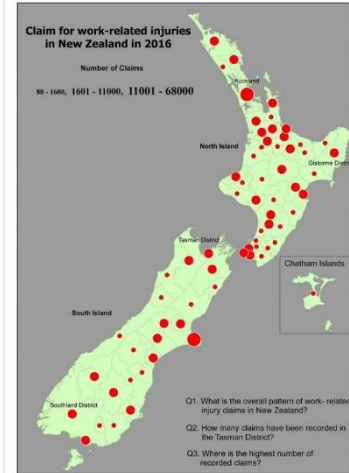 Claim for work-related injuries
in New Zealand in 2016
Number of Claims
80 - 1600, 1601 - 11000, 11001 - 68000
Auckland
North Island
Gisborne District
Tasman District
Chatham Islands
South Island
Southland District
Q1. What is the overall pattern of work- related
injury claims in New Zealand?
Q2. How many claims have been recorded in
the Tasman District?
Q3. Where is the highest number of
recorded claims?